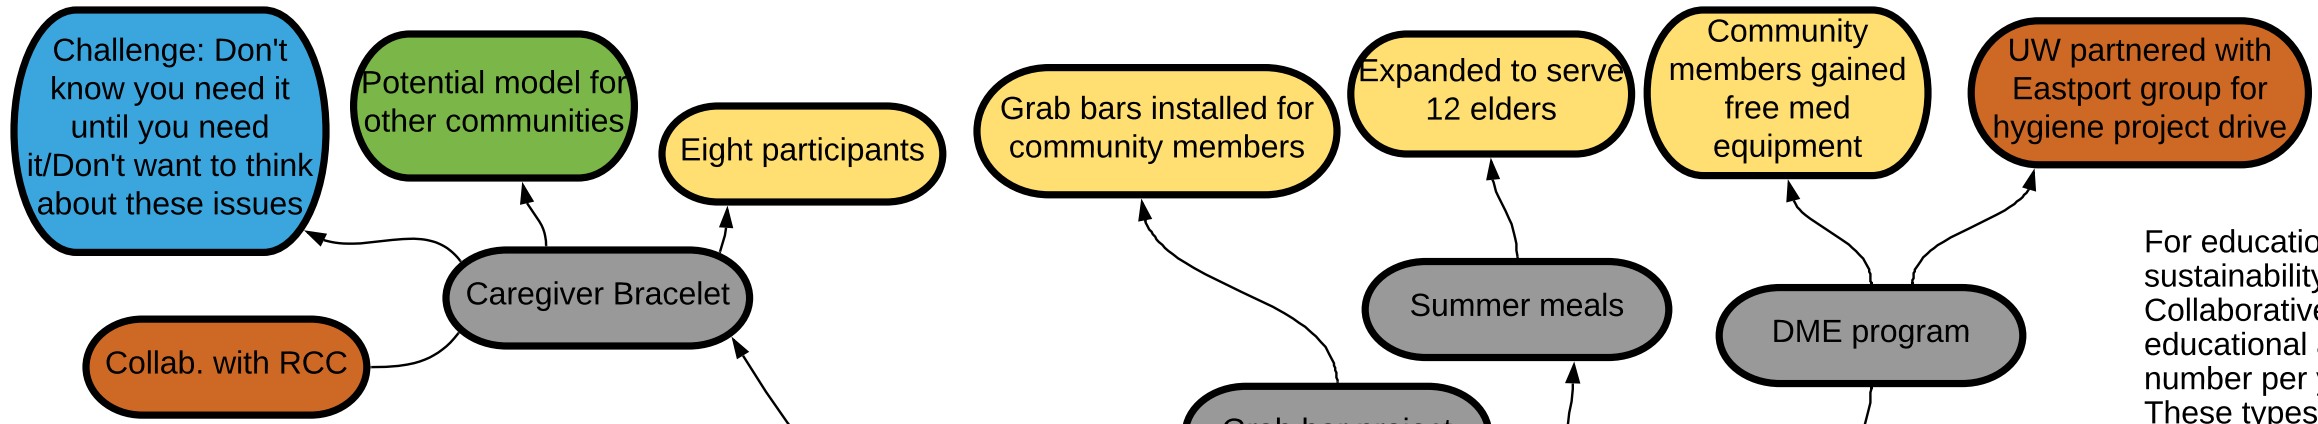 Challenge: Don't
know you need it
until you need
it/Don't want to think
about these issues
Potential model for
other communities
Eight participants
Grab bars installed for
community members
Expanded to serve
12 elders
Community
members gained
free med
equipment
UW partnered with
Eastport group for
hygiene project drive
Caregiver Bracelet
Collab. with RCC
Summer meals
DME program
Grab bar project
For educatio
sustainability
Collaborative
educational
number per
These types